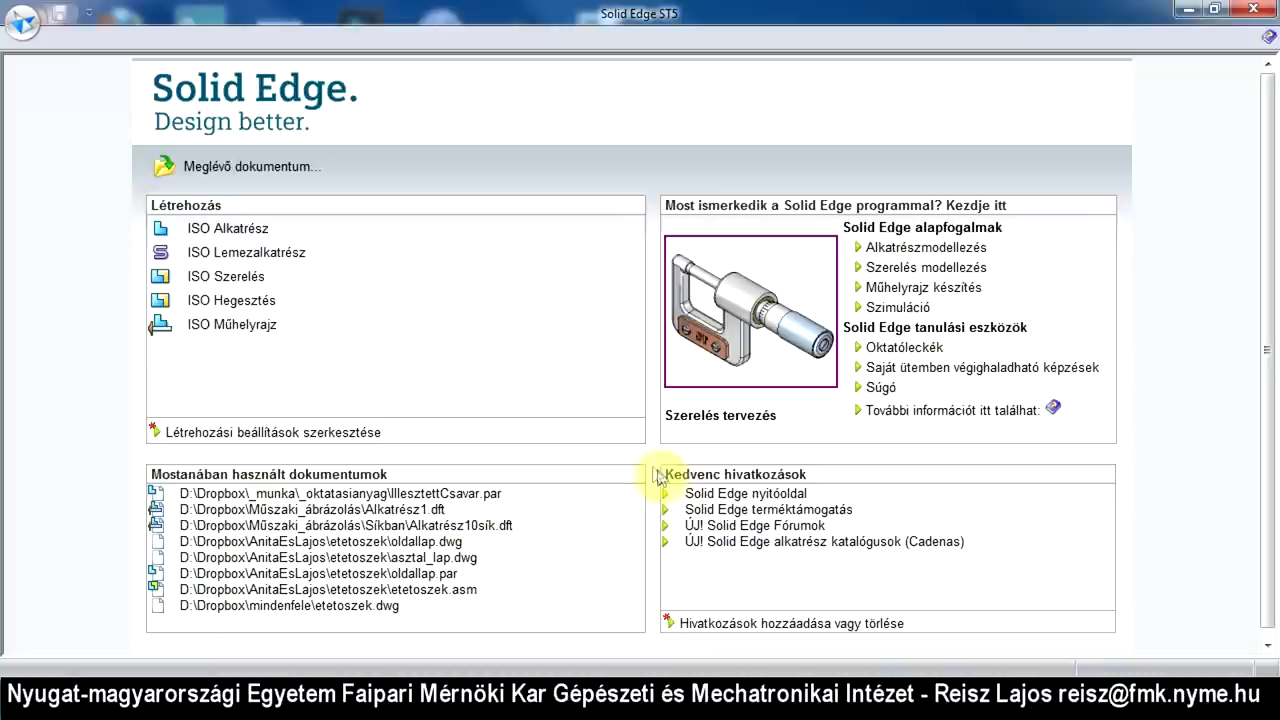 Solid Edge ST5
Solid Edge.
Design better.
Meglévő dokumentum...
Létrehozás
ISO Alkatrész
ISO Lemezalkatrész
ISO Szerelés
ISO Hegesztés
ISO Műhelyrajz
Létrehozási beállítások szerkesztése
Most ismerkedik a Solid Edge programmal? Kezdje itt
Szerelés tervezés
Solid Edge alapfogalmak
Alkatrészmodellezés
Szerelés modellezés
Műhelyrajz készítés
Szimuláció
Solid Edge tanulási eszközök
Oktatóleckék
Saját ütemben végighaladható képzések
Súgó
További információt itt találhat:
Mostanában használt dokumentumok
D:\Dropbox\_munka\_oktatasianyag\IllesztettCsavar.par
D:\Dropbox\Műszaki_ábrázolás\Alkatrész1.dft
D:\Dropbox\Műszaki_ábrázolás\Síkban\Alkatrész10sík.dft
D:\Dropbox\AnitaEsLajos\etetoszek\oldallap.dwg
D:\Dropbox\AnitaEsLajos\etetoszek\asztal_lap.dwg
D:\Dropbox\AnitaEsLajos\etetoszek\oldallap.par
D:\Dropbox\AnitaEsLajos\etetoszek\etetoszek.asm
D:\Dropbox\mindenfele\etetoszek.dwg
Kedvenc hivatkozások
Solid Edge nyitóoldal
Solid Edge terméktámogatás
ÚJ! Solid Edge Fórumok
ÚJ! Solid Edge alkatrész katalógusok (Cadenas)
Hivatkozások hozzáadása vagy törlése
Nyugat-magyarországi Egyetem Faipari Mérnöki Kar Gépészeti és Mechatronikai Intézet - Reisz Lajos reisz@fmk.nyme.hu